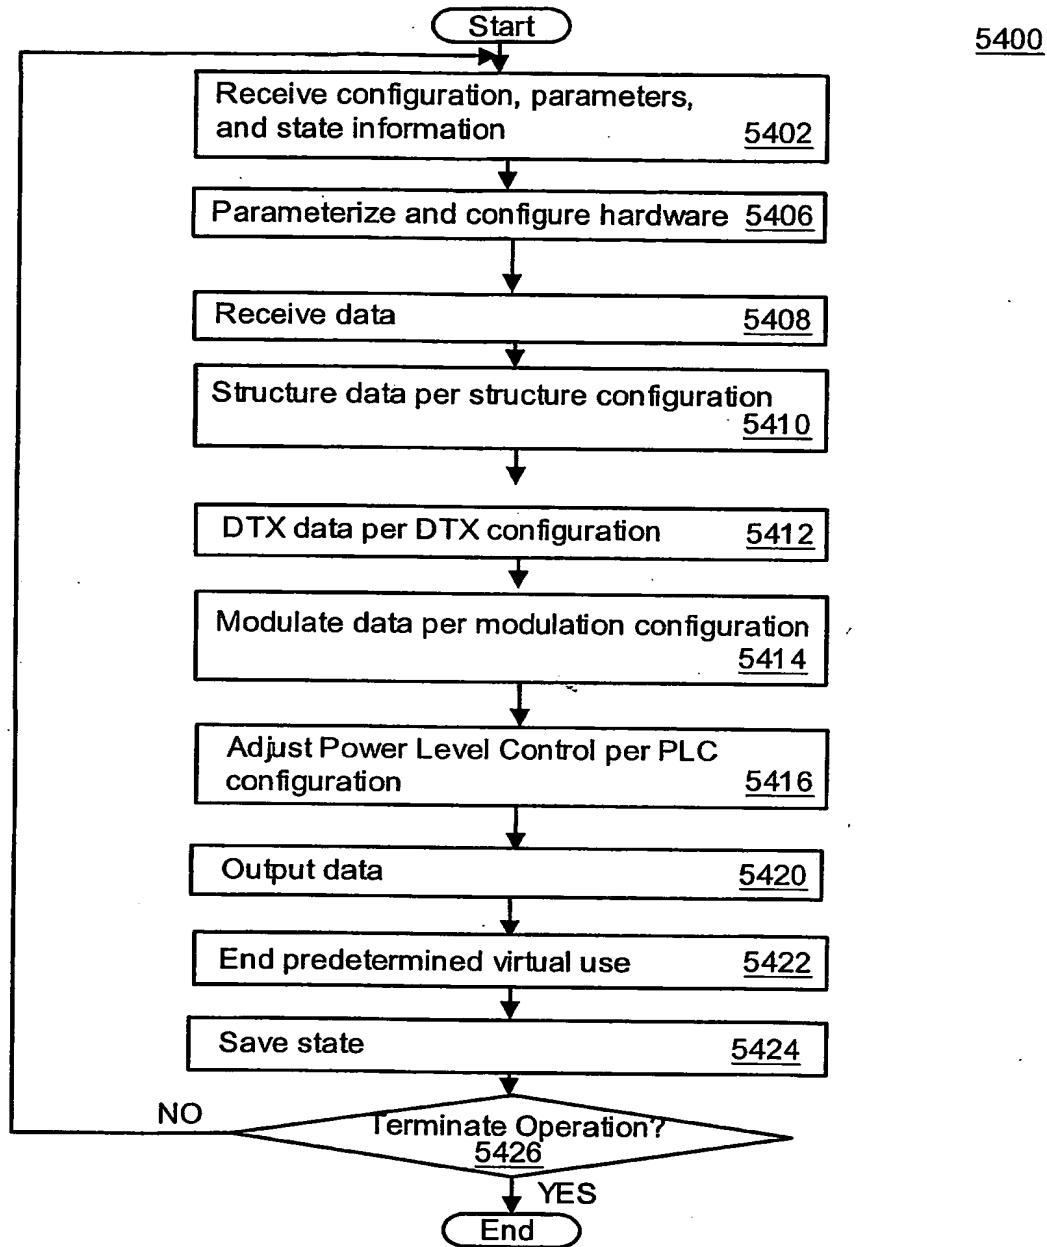 Start
5400
Receive configuration, parameters,
and state information 5402
Parameterize and configure hardware 5406
Receive data 5408
Structure data per structure configuration
5410
DTX data per DTX configuration 5412
Modulate data per modulation configuration
5414
Adjust Power Level Control per PLC
configuration 5416
Output data 5420
End predetermined virtual use 5422
Save state 5424
NO
Terminate Operation?
5426
YES
End